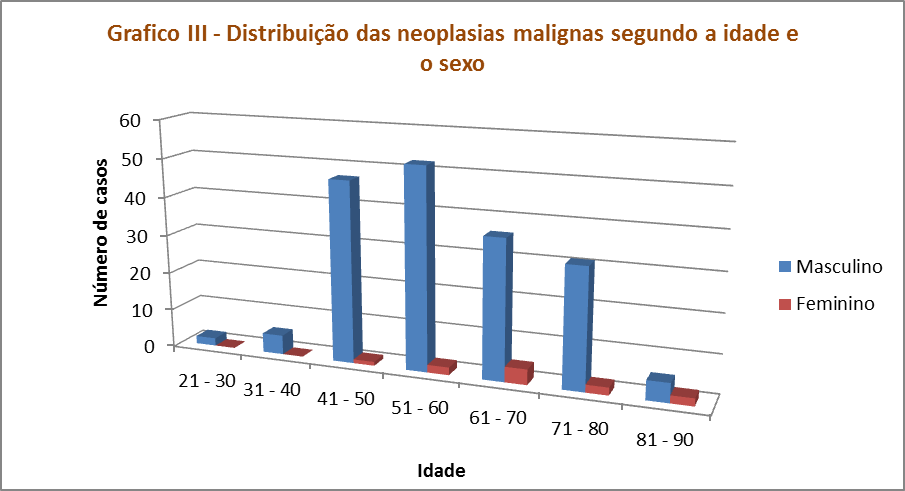 Grafico III - Distribuição das neoplasias malignas segundo a idade e
o sexo
60
50
40
30
20
10
0
Número de casos
21 - 30
31 - 40
41 - 50
51 - 60
61 - 70
71 - 80
81 - 90
Idade
Masculino
Feminino